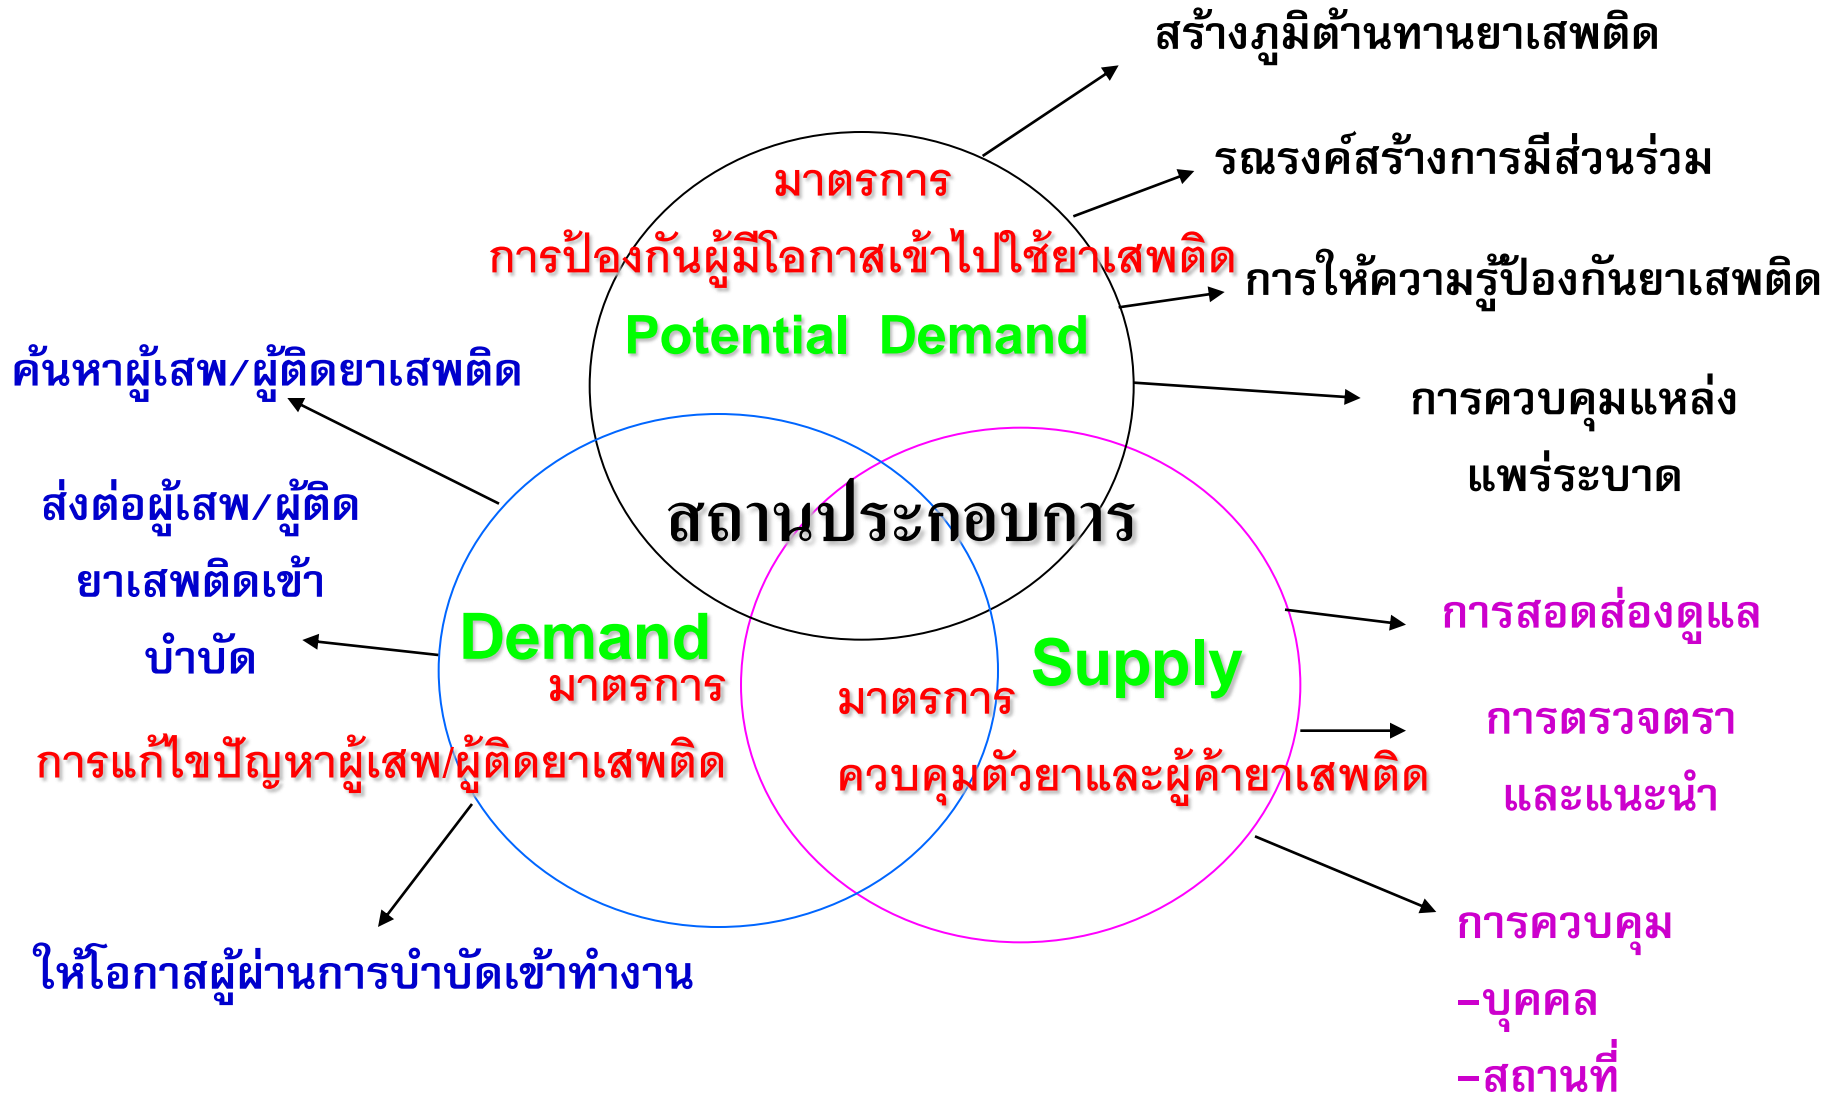 สร้างภูมิต้านทานยาเสพติด
รณรงค์สร้างการมีส่วนร่วม
มาตรการ
การป้องกันผู้มีโอกาสเข้าไปใช้ยาเสพติด
การให้ความรู้ป้องกันยาเสพติด
Potential Demand
ค้นหาผู้เสพ/ผู้ติดยาเสพติด
การควบคุมแหล่ง
แพร่ระบาด
ส่งต่อผู้เสพ/ผู้ติด
ยาเสพติดเข้า
บำบัด
สถานประกอบการ
Demand
มาตรการ
การแก้ไขปัญหาผู้เสพ/ผู้ติดยาเสพติด
Supply
มาตรการ
ควบคุมตัวยาและผู้ค้ายาเสพติด
การสอดส่องดูแล
การตรวจตรา
และแนะนำ
ให้โอกาสผู้ผ่านการบำบัดเข้าทำงาน
การควบคุม
-บุคคล
-สถานที่